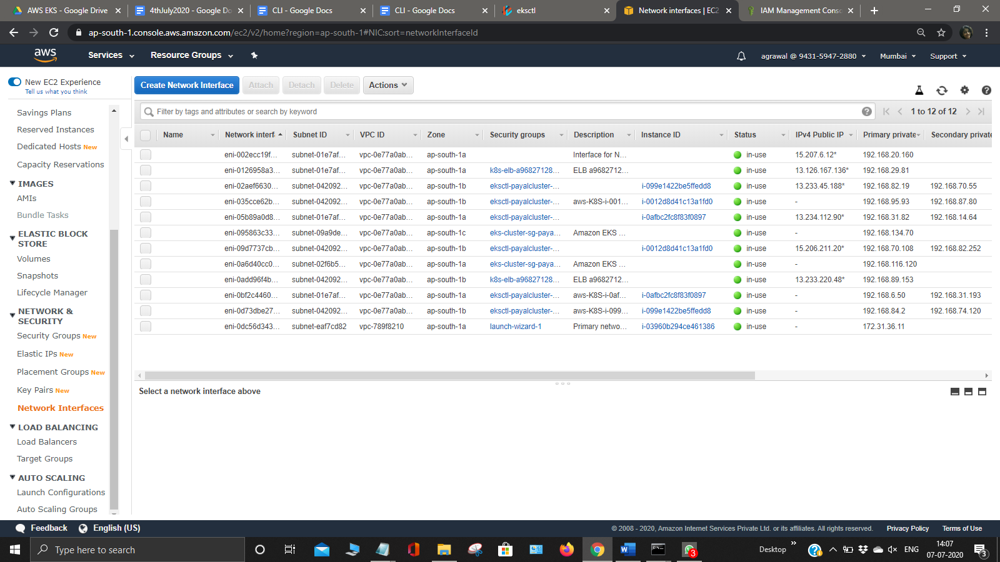 AWS EKS - Google Drive
4thJuly2020 - Google Do
CLI - Google Docs
CLI - Google Docs
eksctl
Network interfaces | EC2
IAM Management Conso
ap-south-1.console.aws.amazon.com/ec2/v2/home?region=ap-south-1#NIC:sort=networkInterfaceId
aws Services Resource Groups agrawal @ 9431-5947-2880 Mumbai Support
New EC2 Experience
Tell us what you think
Savings Plans
Reserved Instances
Dedicated Hosts New
Capacity Reservations
IMAGES
AMIs
Bundle Tasks
ELASTIC BLOCK
STORE
Volumes
Snapshots
Lifecycle Manager
NETWORK &
SECURITY
Security Groups New
Elastic IPs New
Placement Groups New
Key Pairs New
Network Interfaces
LOAD BALANCING
Load Balancers
Target Groups
AUTO SCALING
Launch Configurations
Auto Scaling Groups
Create Network Interface Attach Detach Delete Actions
Filter by tags and attributes or search by keyword
1 to 12 of 12
Name Network interf Subnet ID VPC ID Zone Security groups Description Instance ID Status IPv4 Public IP Primary private Secondary private
eni-002ecc19f... subnet-01e7af... vpc-0e77a0ab... ap-south-1a Interface for N... in-use 15.207.6.12* 192.168.20.160
eni-0126958a3... subnet-01e7af... vpc-0e77a0ab... ap-south-1a k8s-elb-a96827128... ELB a9682712... in-use 13.126.167.136* 192.168.29.81
eni-02aef6630... subnet-042092... vpc-0e77a0ab... ap-south-1b eksctl-payalcluster-... i-099e1422be5ffedd8 in-use 13.233.45.188* 192.168.82.19 192.168.70.55
eni-035cce62b... subnet-042092... vpc-0e77a0ab... ap-south-1b eksctl-payalcluster-... aws-K8S-i-001... i-0012d8d41c13a1fd0 in-use - 192.168.95.93 192.168.87.80
eni-05b89a0d8... subnet-01e7af... vpc-0e77a0ab... ap-south-1a eksctl-payalcluster-... i-0afbc2fc8f83f0897 in-use 13.234.112.90* 192.168.31.82 192.168.14.64
eni-095863c33... subnet-09a9de... vpc-0e77a0ab... ap-south-1c eks-cluster-sg-paya... Amazon EKS ... in-use - 192.168.134.70
eni-09d7737cb... subnet-042092... vpc-0e77a0ab... ap-south-1b eksctl-payalcluster-... i-0012d8d41c13a1fd0 in-use 15.206.211.20* 192.168.70.108 192.168.82.252
eni-0a6d40cc0... subnet-02f6b5... vpc-0e77a0ab... ap-south-1a eks-cluster-sg-paya... Amazon EKS ... in-use - 192.168.116.120
eni-0add96f4b... subnet-042092... vpc-0e77a0ab... ap-south-1b k8s-elb-a96827128... ELB a9682712... in-use 13.233.220.48* 192.168.89.153
eni-0bf2c4460... subnet-01e7af... vpc-0e77a0ab... ap-south-1a eksctl-payalcluster-... aws-K8S-i-0af... i-0afbc2fc8f83f0897 in-use - 192.168.6.50 192.168.31.193
eni-0d73dbe27... subnet-042092... vpc-0e77a0ab... ap-south-1b eksctl-payalcluster-... aws-K8S-i-099... i-099e1422be5ffedd8 in-use - 192.168.84.2 192.168.74.120
eni-0dc56d343... subnet-eaf7cd82 vpc-789f8210 ap-south-1a launch-wizard-1 Primary netwo... i-03960b294ce461386 in-use - 172.31.36.11
Select a network interface above
Feedback English (US) © 2008 - 2020, Amazon Internet Services Private Ltd. or its affiliates. All rights reserved. Privacy Policy Terms of Use
Type here to search
3
Desktop
ENG
14:07
07-07-2020
3